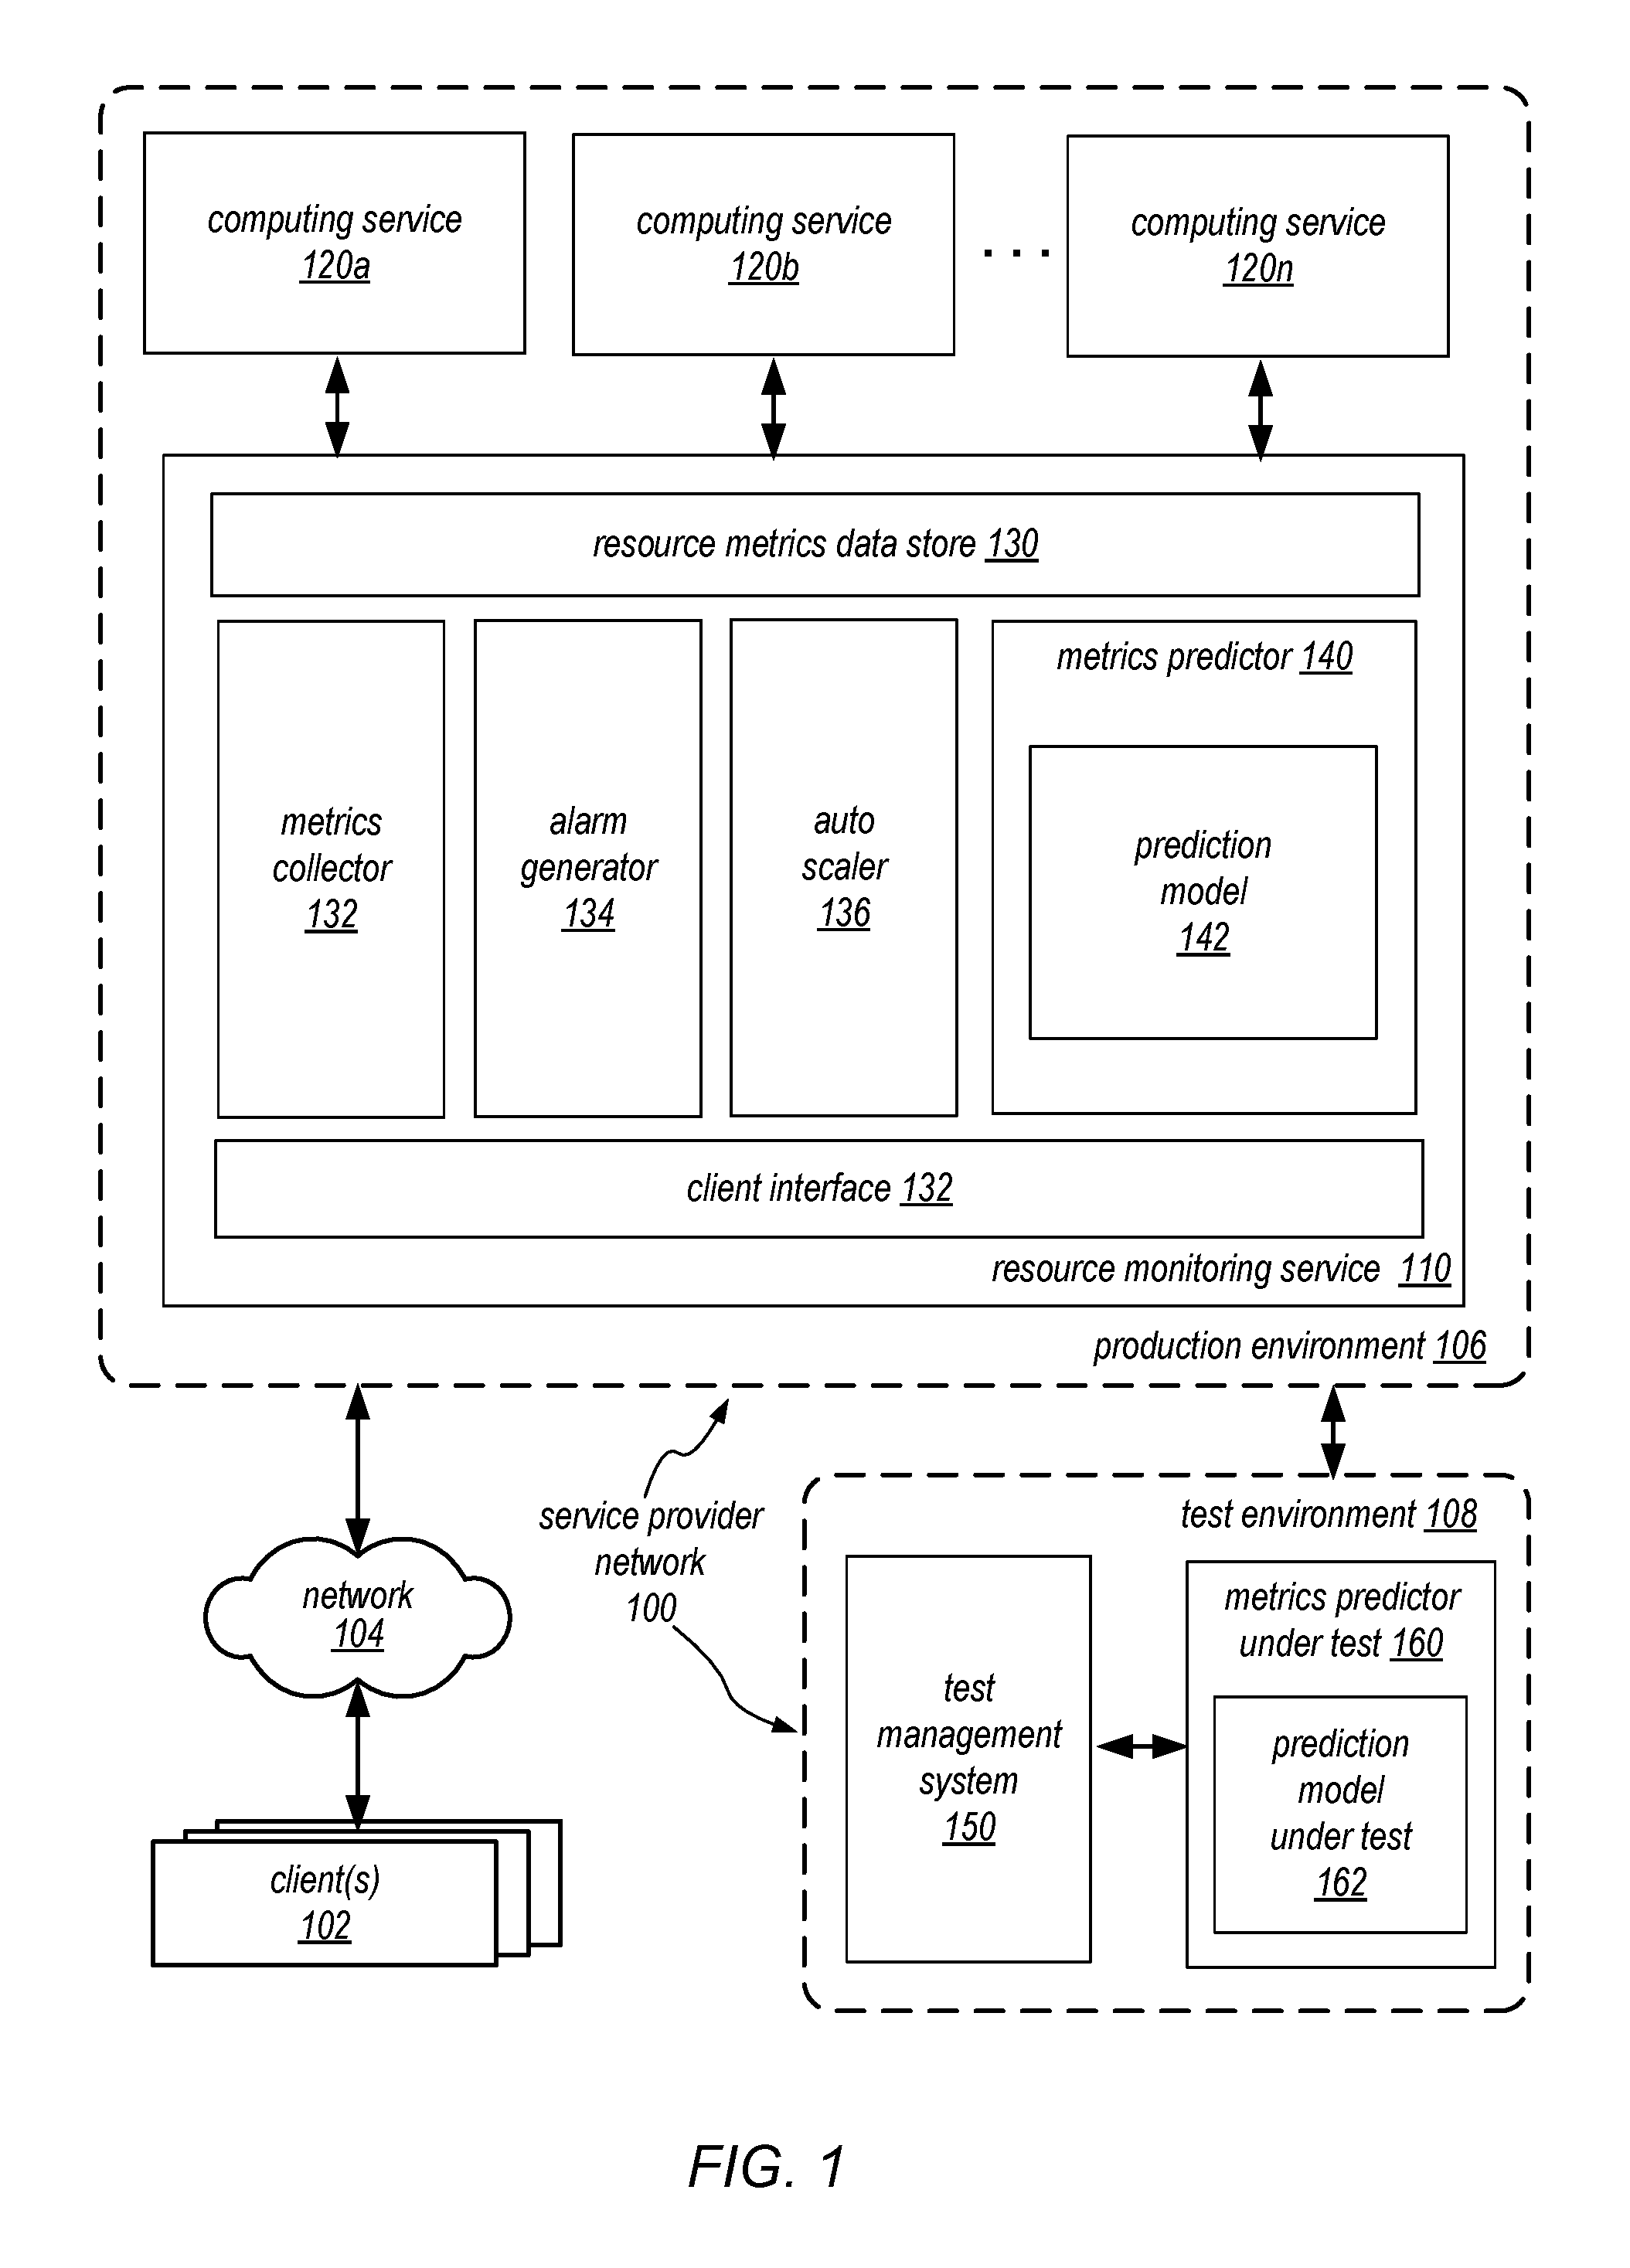 computing service
120a
computing service
120b
. . .
computing service
120n
resource metrics data store 130
metrics
collector
132
alarm
generator
134
auto
scaler
136
metrics predictor 140
prediction
model
142
client interface 132
resource monitoring service 110
production environment 106
service provider
network
100
network
104
client(s)
102
test environment 108
test
management
system
150
metrics predictor
under test 160
prediction
model
under test
162
FIG. 1